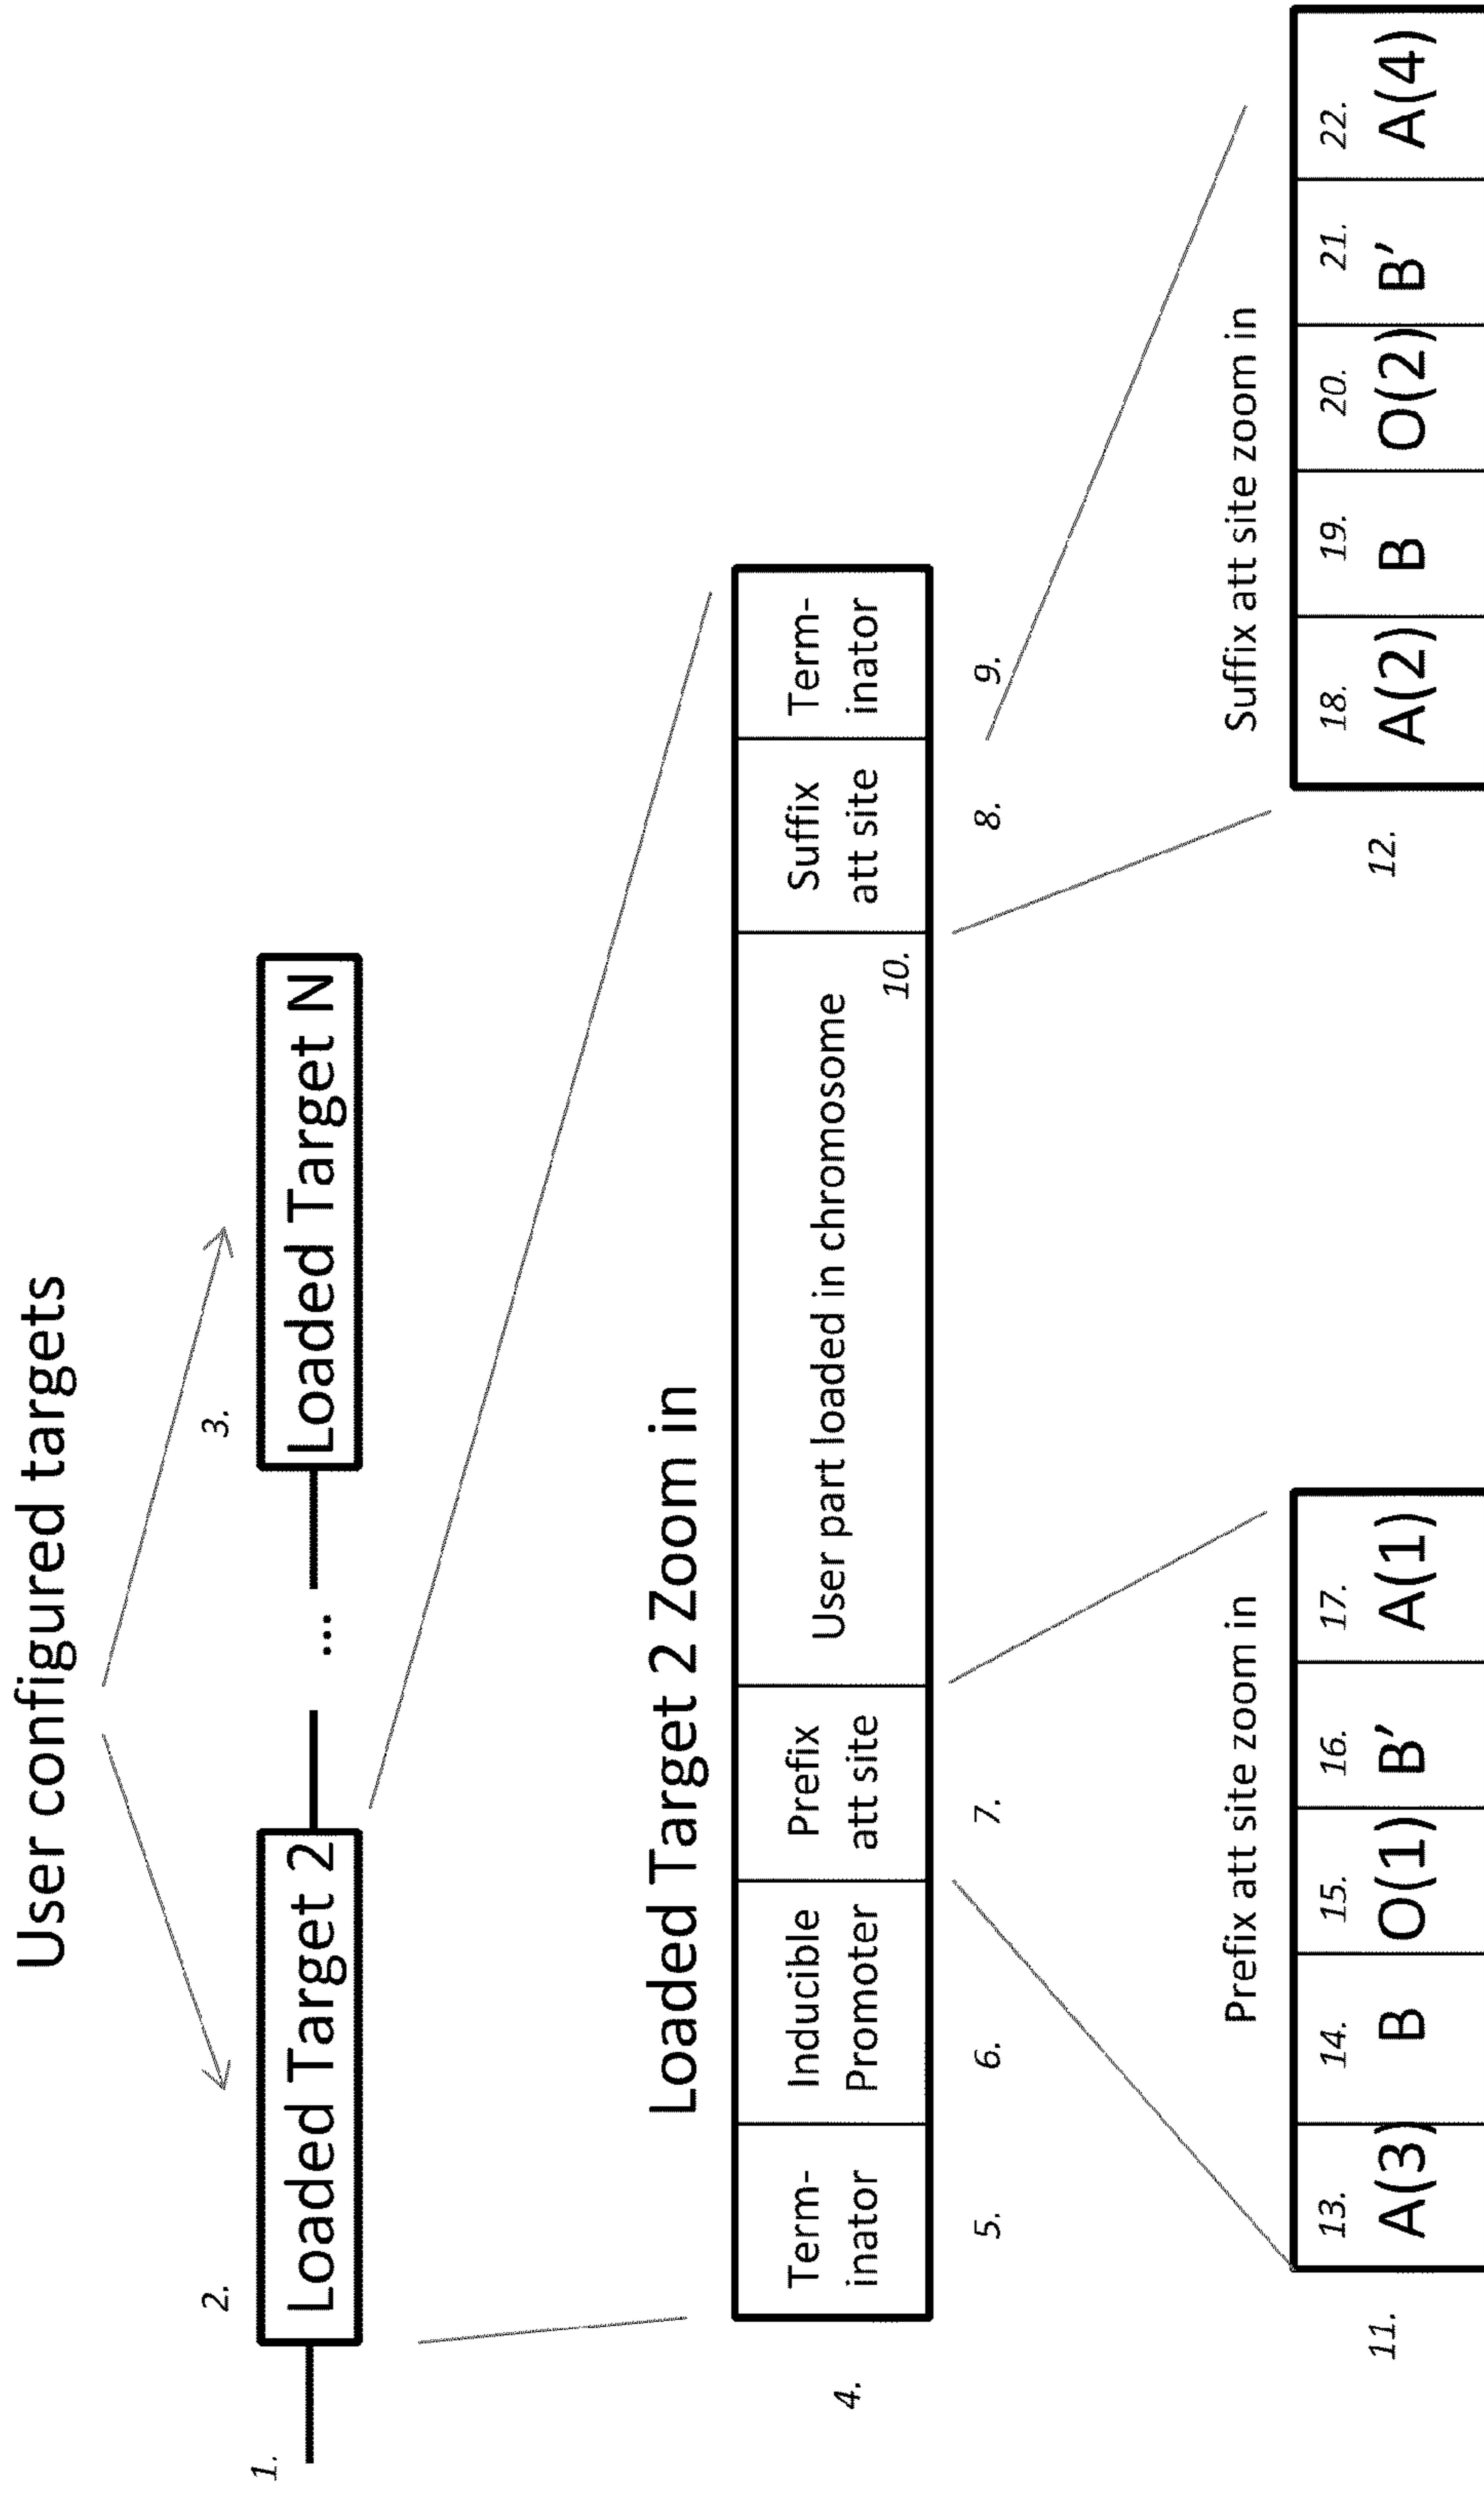 User configured targets
1.
2.
3.
Loaded Target 2
...
Loaded Target N
Loaded Target 2 Zoom in
4.
Term-
inator
Inducible
Promoter
Prefix
att site
User part loaded in chromosome
10.
Suffix
att site
Term-
inator
5.
6.
7.
8.
9.
Prefix att site zoom in
11.
13.
14.
15.
16.
17.
A(3)
B
O(1)
B’
A(1)
Suffix att site zoom in
12.
18.
19.
20.
21.
22.
A(2)
B
O(2)
B’
A(4)